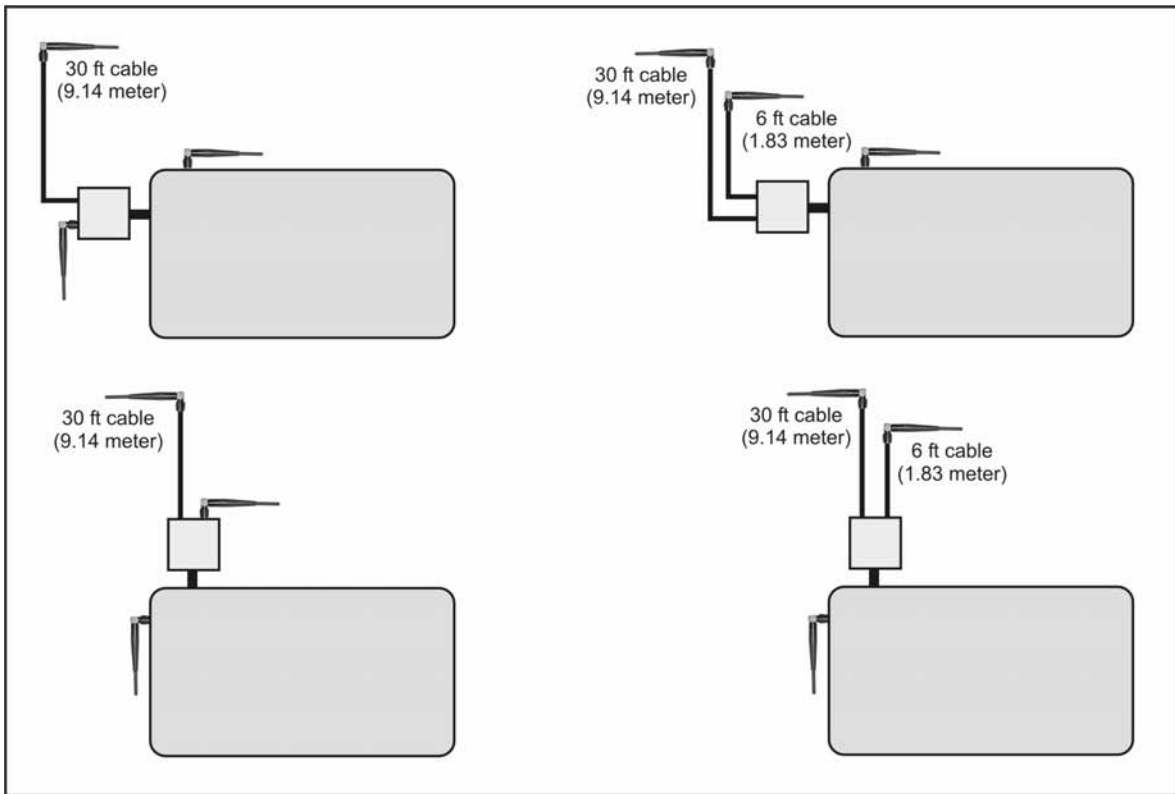 30 ft cable
(9.14 meter)
30 ft cable
(9.14 meter)
6 ft cable
(1.83 meter)
30 ft cable
(9.14 meter)
30 ft cable
(9.14 meter)
6 ft cable
(1.83 meter)